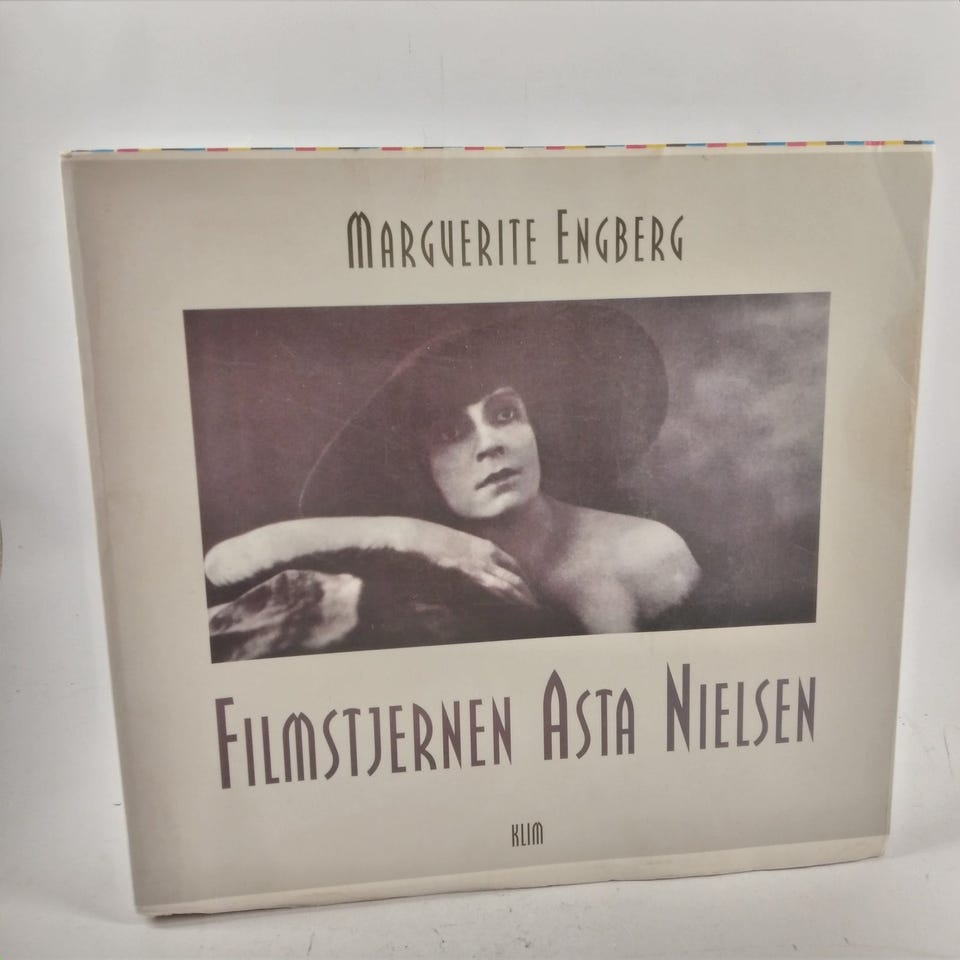 MARGUERITE ENGBERG
FILMSTJERNEN ASTA NIELSEN
KLIM